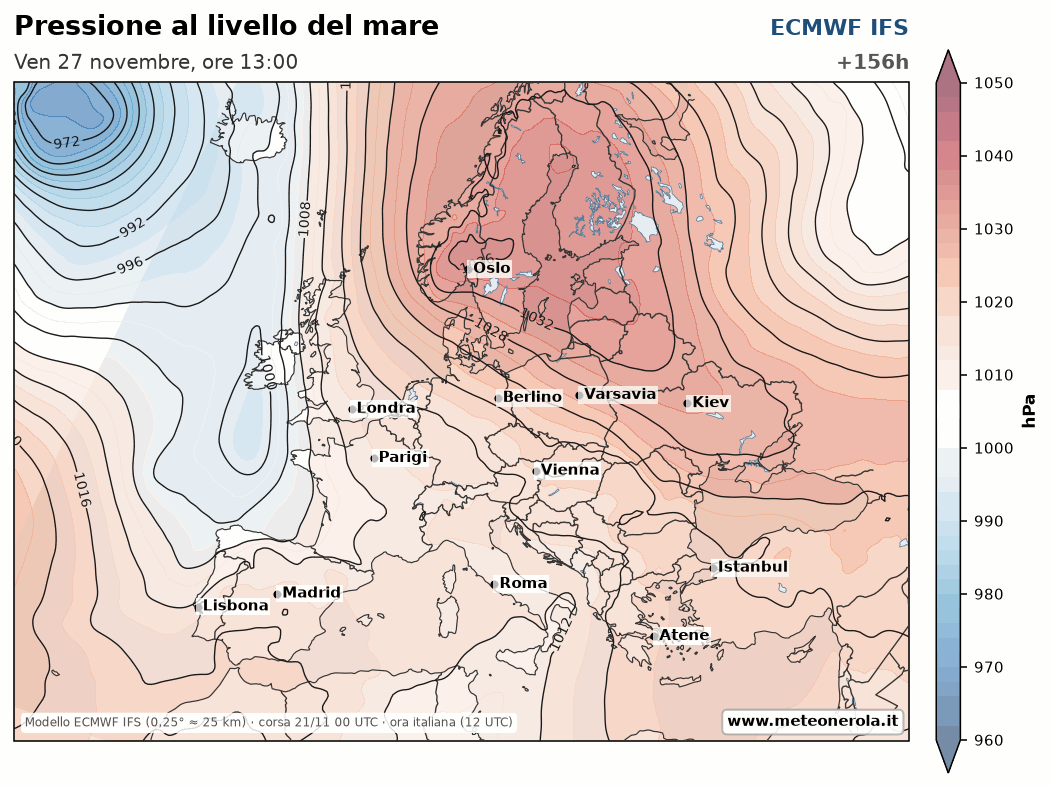 Pressione al livello del mare
ECMWF IFS
Ven 27 novembre, ore 13:00
+156h
1050
1040
1030
1020
1010
1000
990
980
970
960
hPa
972
992
996
1008
1000
1016
1028
1032
1012
Oslo
Londra
Berlino
Varsavia
Kiev
Parigi
Vienna
Istanbul
Roma
Madrid
Lisbona
Atene
Modello ECMWF IFS (0,25° ≈ 25 km) · corsa 21/11 00 UTC · ora italiana (12 UTC)
www.meteonerola.it